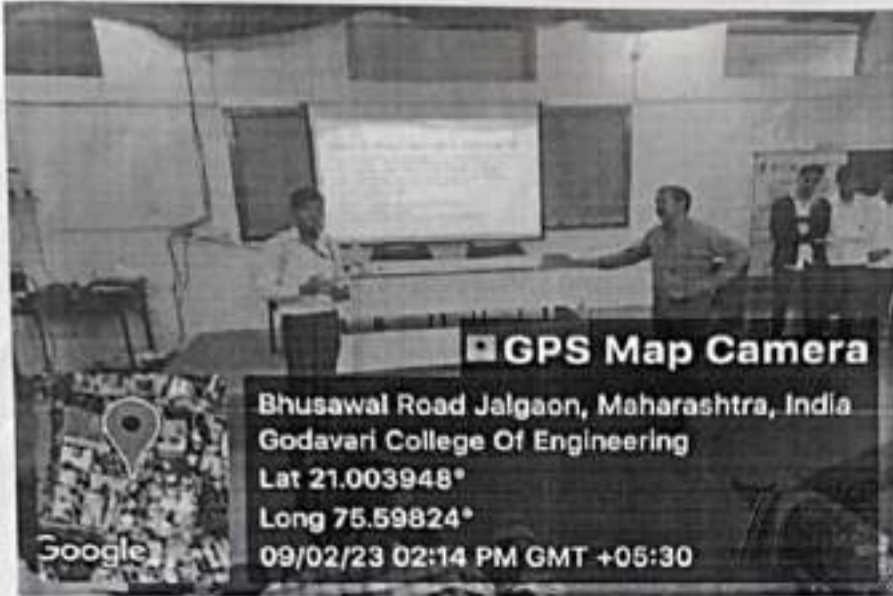 GPS Map Camera
Bhusawal Road Jalgaon, Maharashtra, India
Godavari College Of Engineering
Lat 21.003948°
Long 75.59824°
09/02/23 02:14 PM GMT +05:30
Google